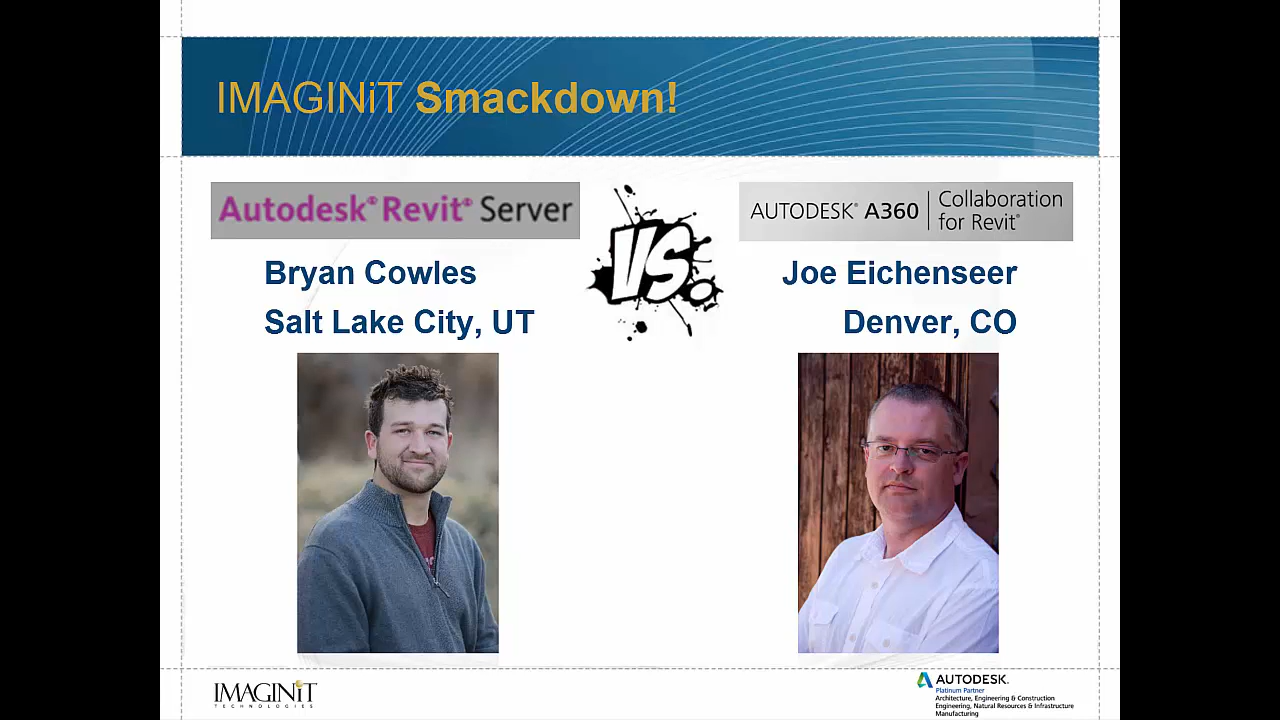 IMAGINiT Smackdown!
Autodesk® Revit® Server
VS.
AUTODESK® A360
Collaboration
for Revit®
Bryan Cowles
Joe Eichenseer
Salt Lake City, UT
Denver, CO
IMAGINiT
TECHNOLOGIES
AUTODESK.
Platinum Partner
Architecture, Engineering & Construction
Engineering, Natural Resources & Infrastructure
Manufacturing